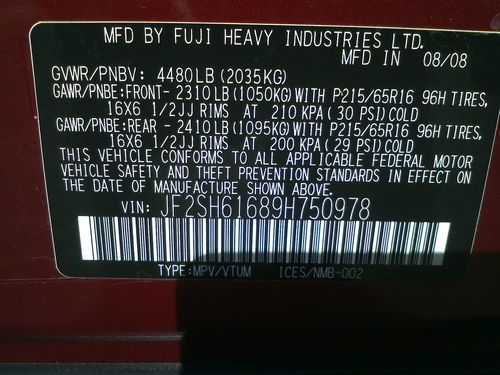 MFD BY FUJI HEAVY INDUSTRIES LTD.
MFD IN 08/08
GVWR/PNBV: 4480LB (2035KG)
GAWR/PNBE:FRONT- 2310LB(1050KG)WITH P215/65R16 96H TIRES,
16X6 1/2JJ RIMS AT 210 KPA(30 PSI)COLD
GAWR/PNBE:REAR - 2410LB(1095KG)WITH P215/65R16 96H TIRES,
16X6 1/2JJ RIMS AT 200 KPA(29 PSI)COLD
THIS VEHICLE CONFORMS TO ALL APPLICABLE FEDERAL MOTOR
VEHICLE SAFETY AND THEFT PREVENTION STANDARDS IN EFFECT ON
THE DATE OF MANUFACTURE SHOWN ABOVE.
VIN: JF2SH61689H750978
TYPE:MPV/VTUM ICES/NMB-002